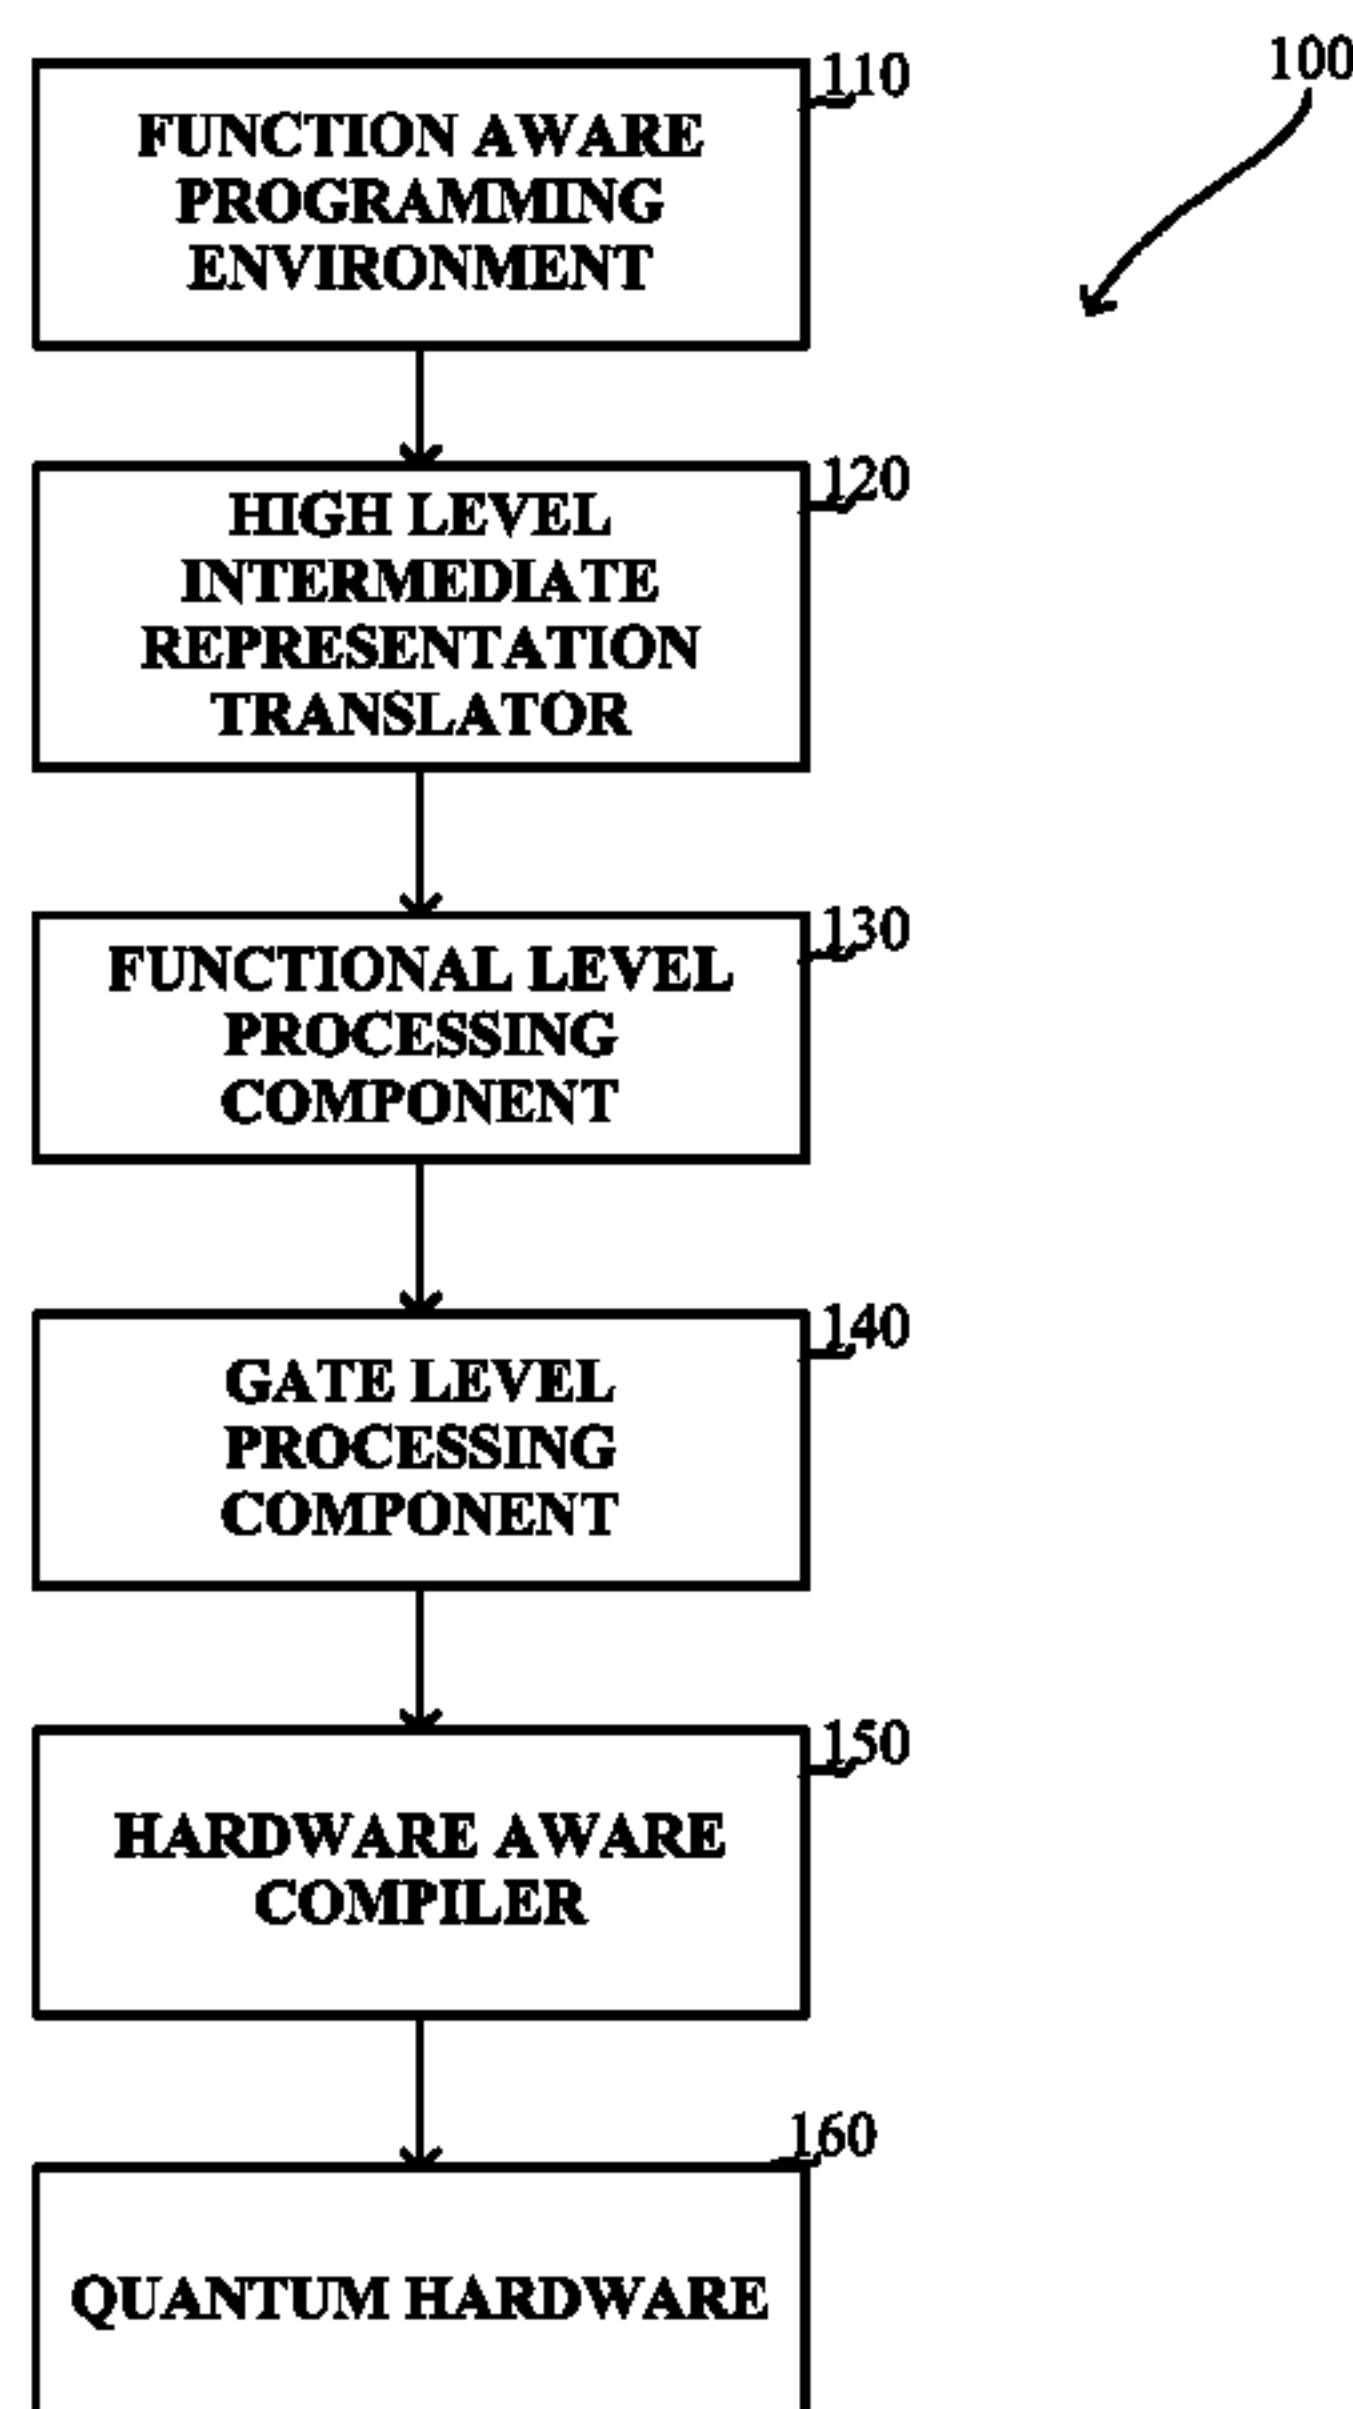 100
110
FUNCTION AWARE
PROGRAMMING
ENVIRONMENT
120
HIGH LEVEL
INTERMEDIATE
REPRESENTATION
TRANSLATOR
130
FUNCTIONAL LEVEL
PROCESSING
COMPONENT
140
GATE LEVEL
PROCESSING
COMPONENT
150
HARDWARE AWARE
COMPILER
160
QUANTUM HARDWARE